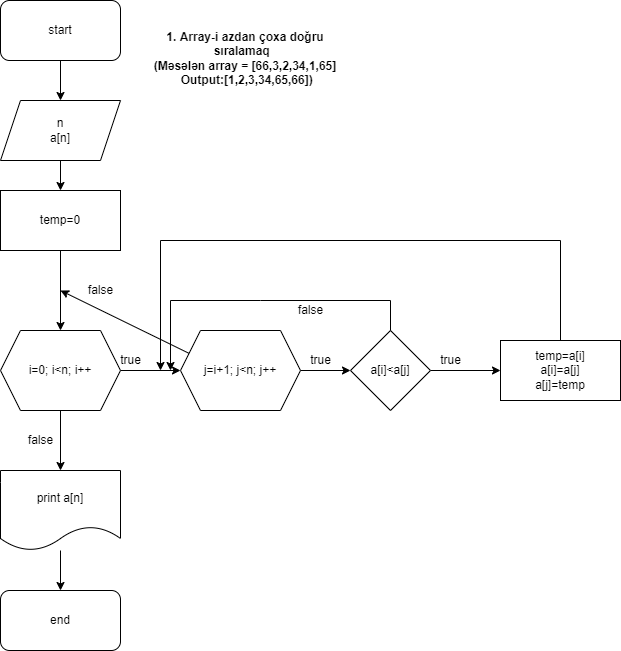 start
1. Array-i azdan çoxa doğru
sıralamaq
(Məsələn array = [66,3,2,34,1,65]
Output:[1,2,3,34,65,66])
n
a[n]
temp=0
false
false
i=0; i<n; i++
true
j=i+1; j<n; j++
true
a[i]<a[j]
true
temp=a[i]
a[i]=a[j]
a[j]=temp
false
print a[n]
end